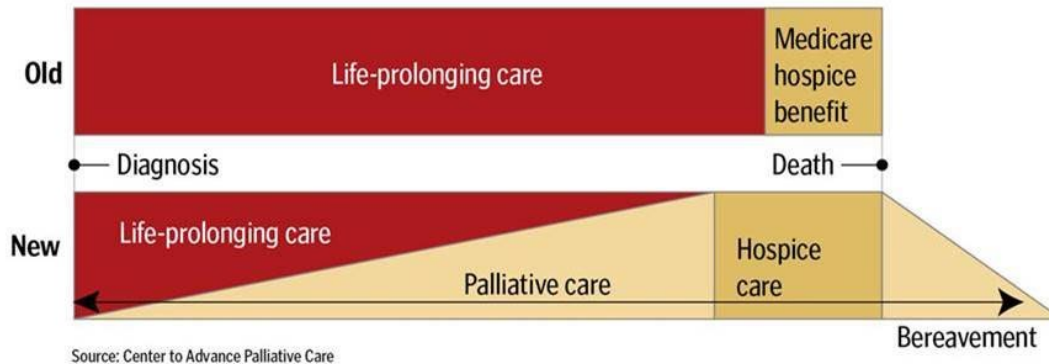 Old
Life-prolonging care
Medicare
hospice
benefit
Diagnosis
Death
New
Life-prolonging care
Palliative care
Hospice
care
Bereavement
Source: Center to Advance Palliative Care